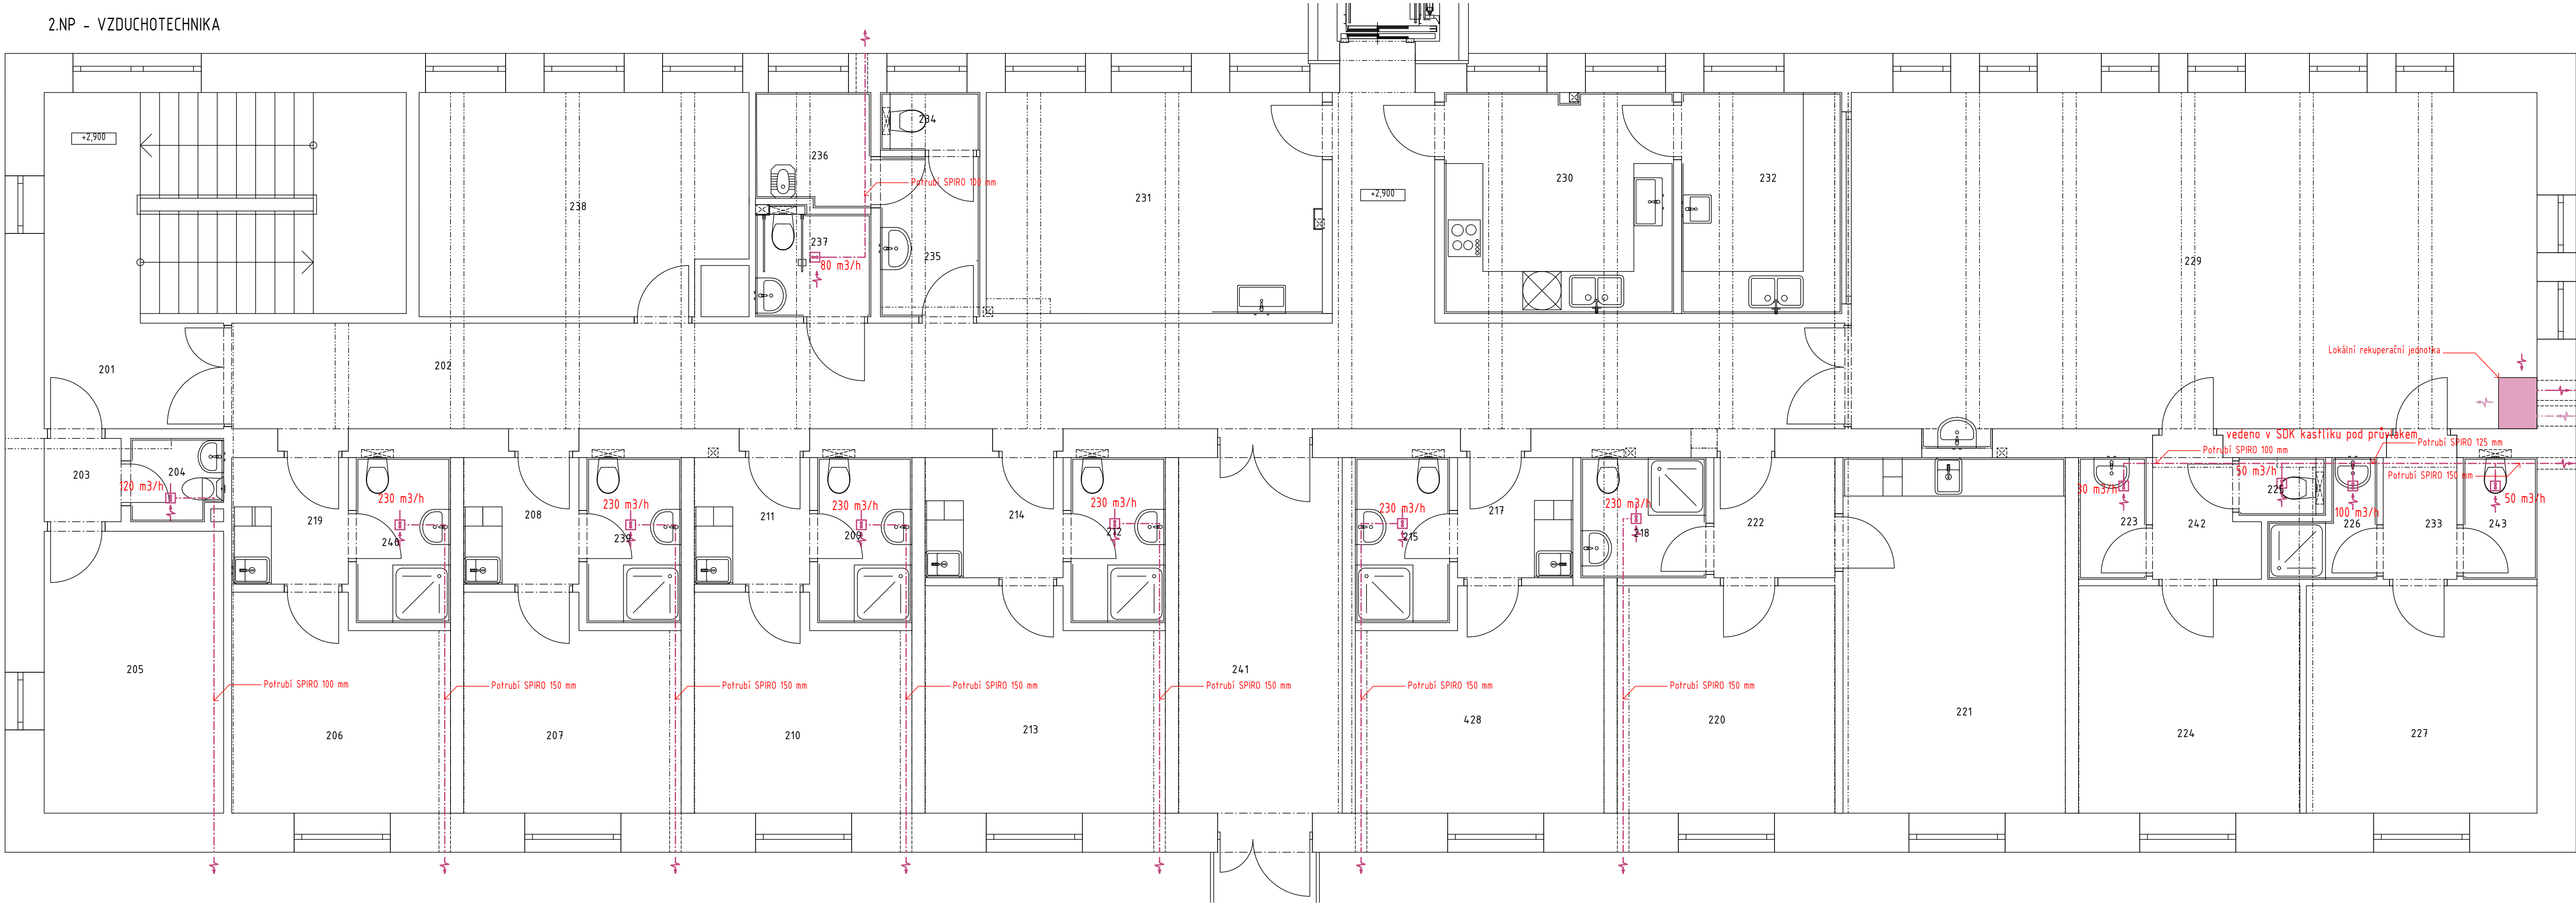 2.NP - VZDUCHOTECHNIKA
+2,900
234
236
Potrubí SPIRO 100 mm
238
231
+2,900
230
232
237
80 m3/h
235
229
201
202
Lokální rekuperační jednotka
vedeno v SDK kastlíku pod průvlakem
Potrubí SPIRO 125 mm
Potrubí SPIRO 100 mm
Potrubí SPIRO 150 mm
203
204
120 m3/h
219
230 m3/h
240
208
230 m3/h
239
211
230 m3/h
209
214
230 m3/h
212
230 m3/h
215
217
230 m3/h
218
222
30 m3/h
223
242
50 m3/h
225
100 m3/h
226
233
243
50 m3/h
205
Potrubí SPIRO 100 mm
Potrubí SPIRO 150 mm
Potrubí SPIRO 150 mm
Potrubí SPIRO 150 mm
Potrubí SPIRO 150 mm
Potrubí SPIRO 150 mm
Potrubí SPIRO 150 mm
241
206
207
210
213
428
220
221
224
227